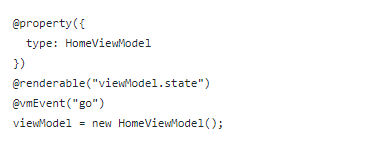 @property({
  type: HomeViewModel
})
@renderable("viewModel.state")
@vmEvent("go")
viewModel = new HomeViewModel();